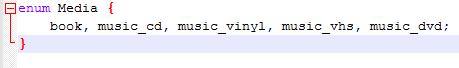 enum Media {
book, music_cd, music_vinyl, music_vhs, music_dvd;
}